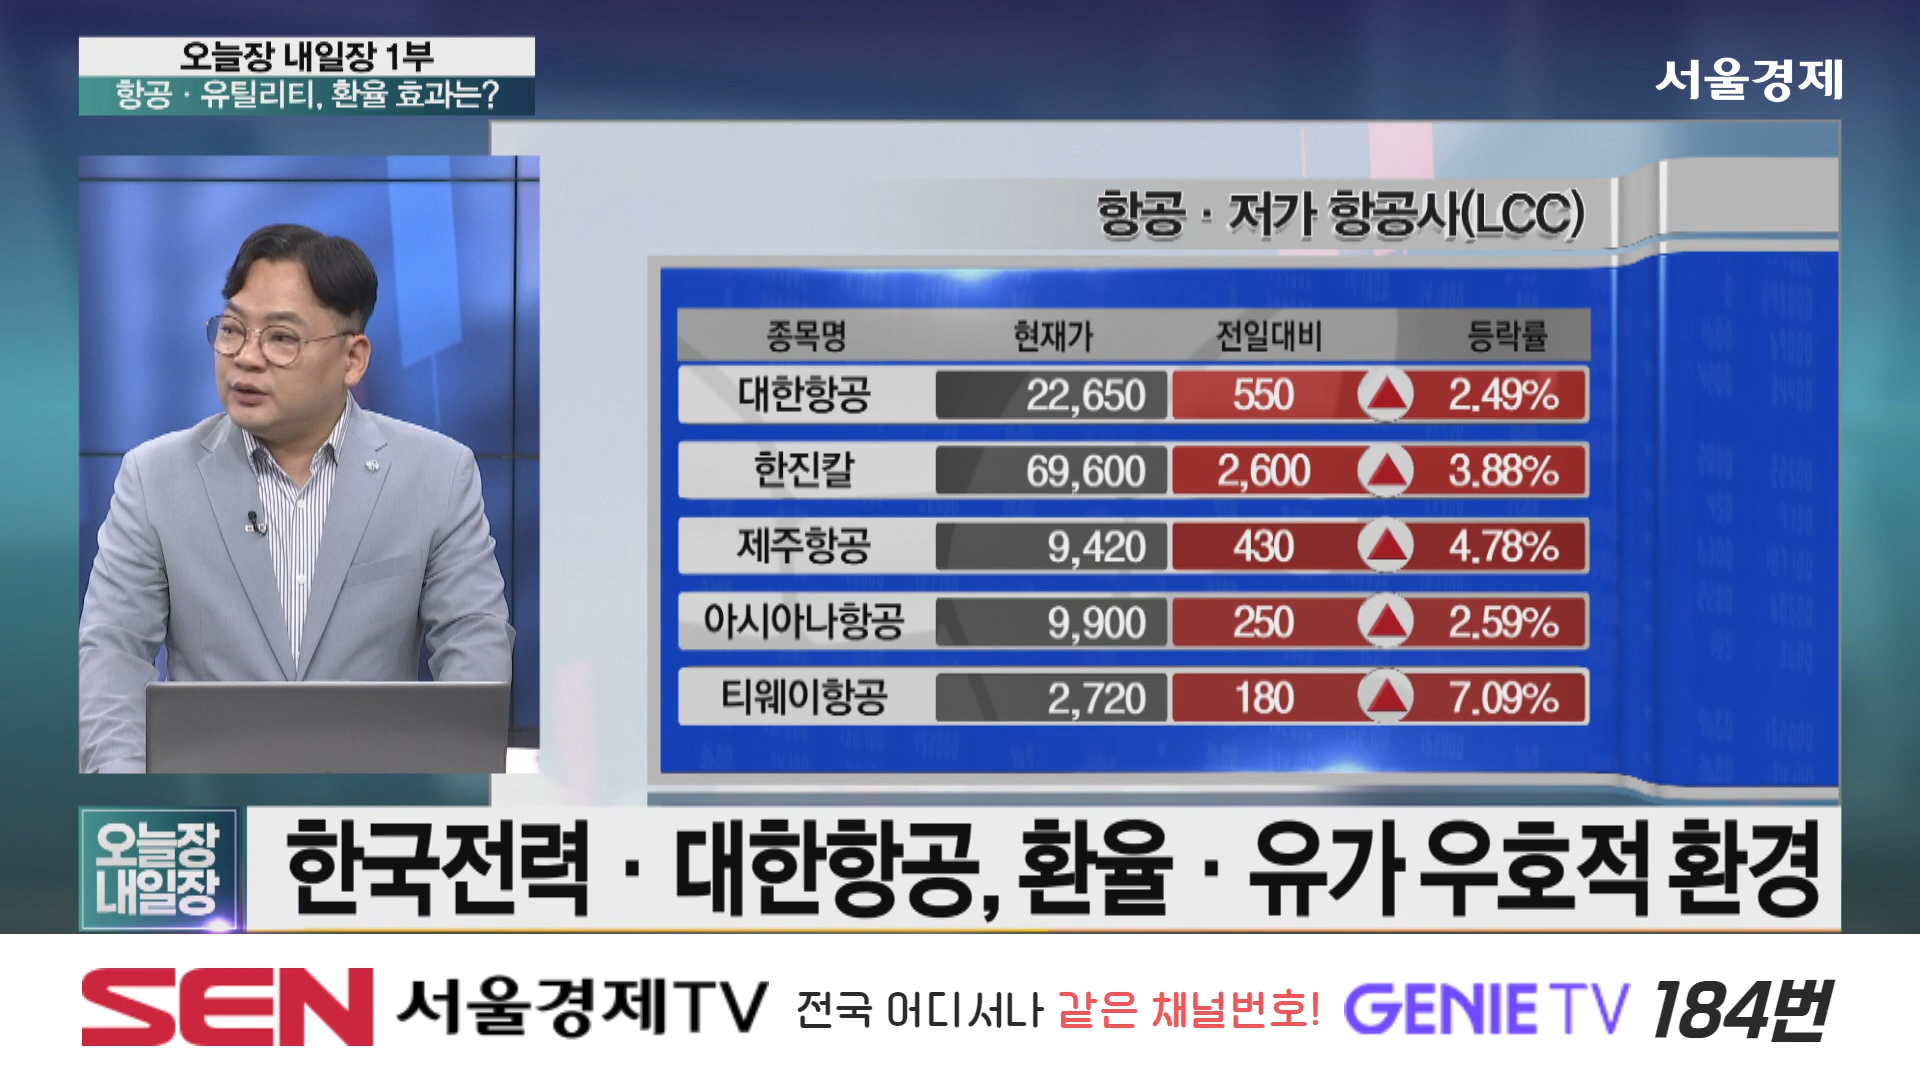 오늘장 내일장 1부
항공 · 유틸리티, 환율 효과는?
서울경제
항공 · 저가 항공사(LCC)
종목명 현재가 전일대비 등락률
대한항공 22,650 550 ▲ 2.49%
한진칼 69,600 2,600 ▲ 3.88%
제주항공 9,420 430 ▲ 4.78%
아시아나항공 9,900 250 ▲ 2.59%
티웨이항공 2,720 180 ▲ 7.09%
오늘장
내일장
한국전력 · 대한항공, 환율 · 유가 우호적 환경
SEN 서울경제TV 전국 어디서나 같은 채널번호! GENIE TV 184번